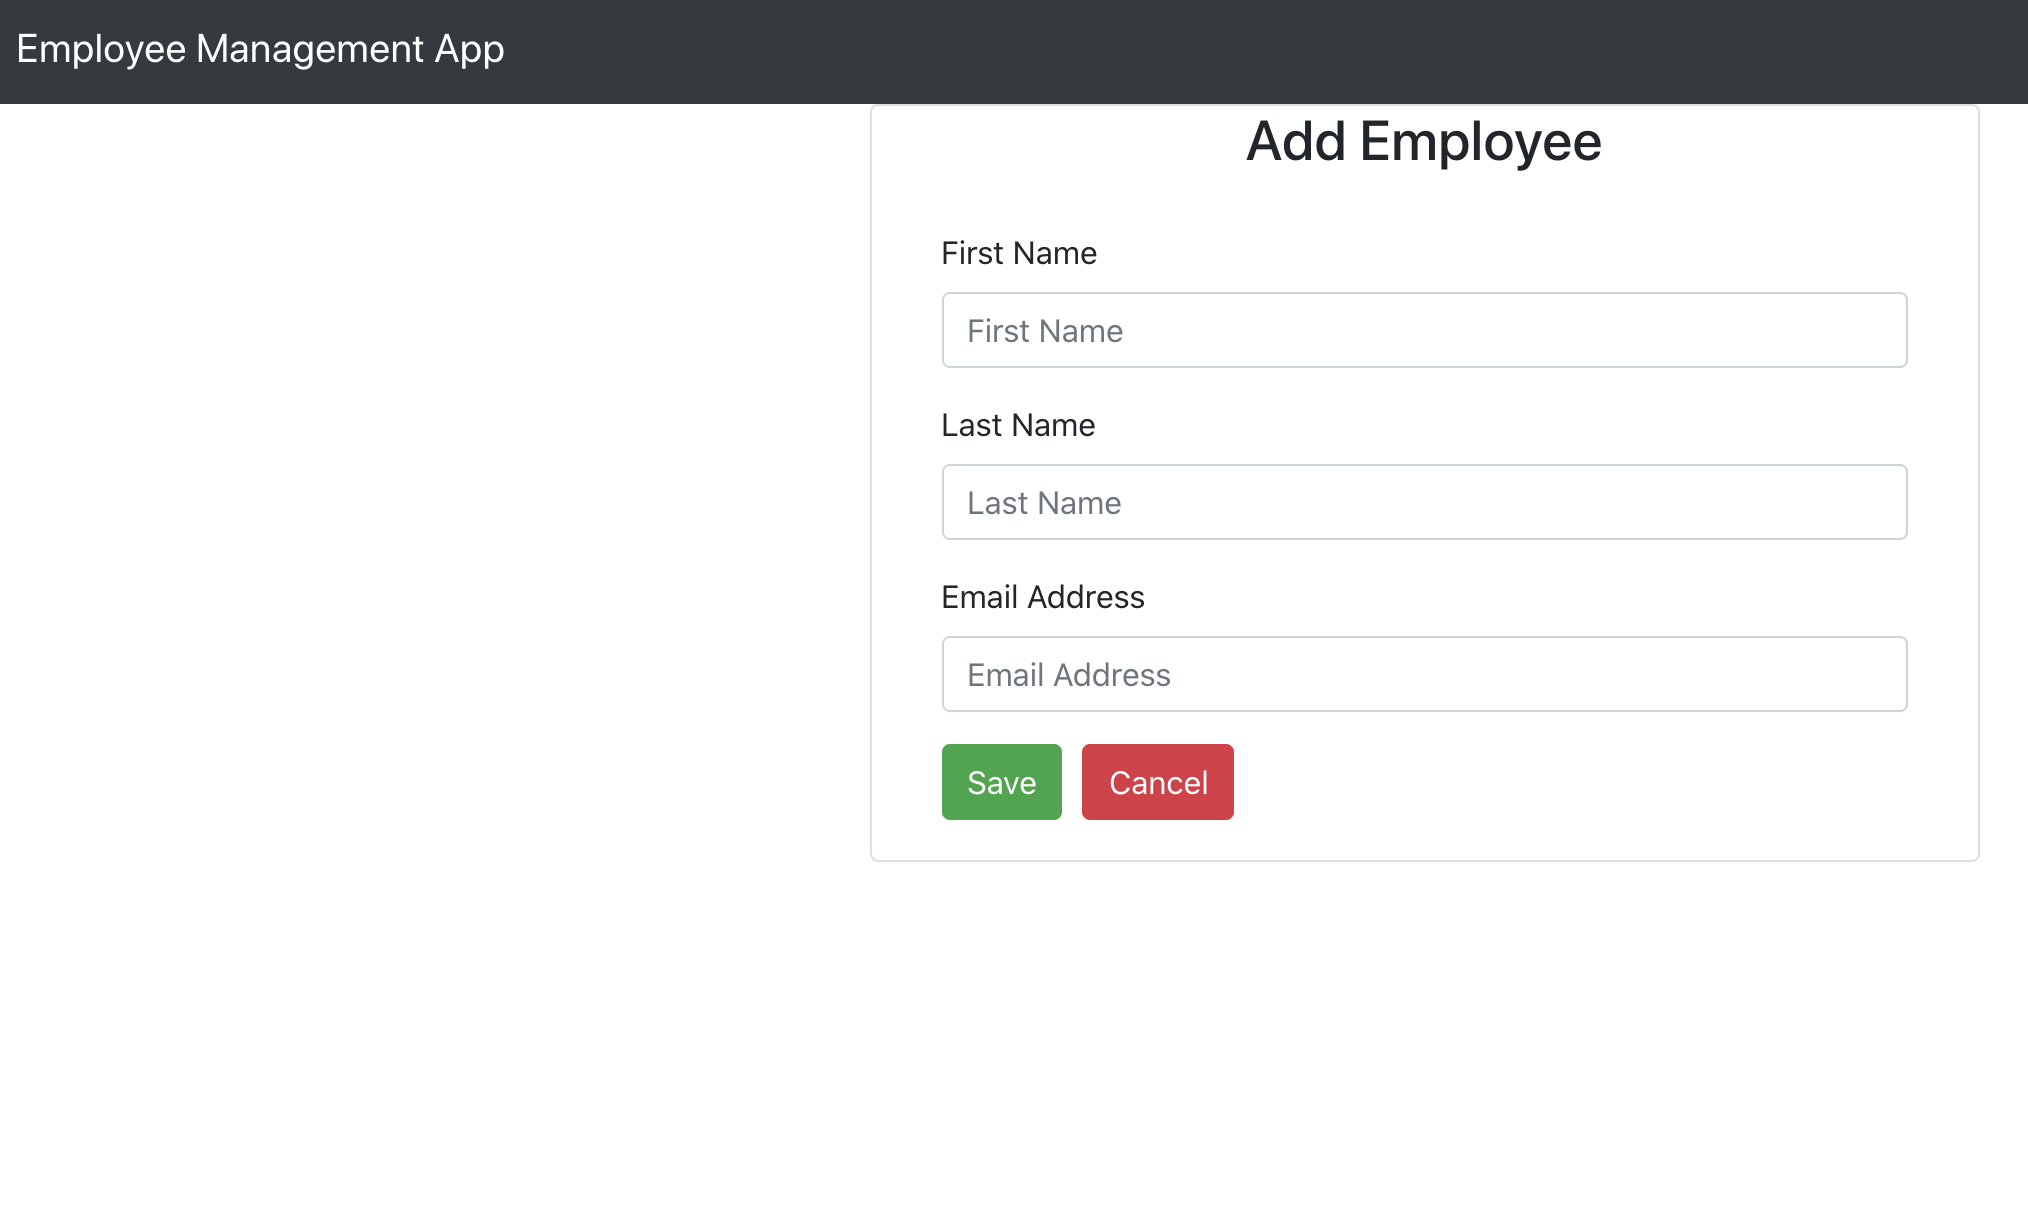 Employee Management App
Add Employee
First Name
First Name
Last Name
Last Name
Email Address
Email Address
Save Cancel